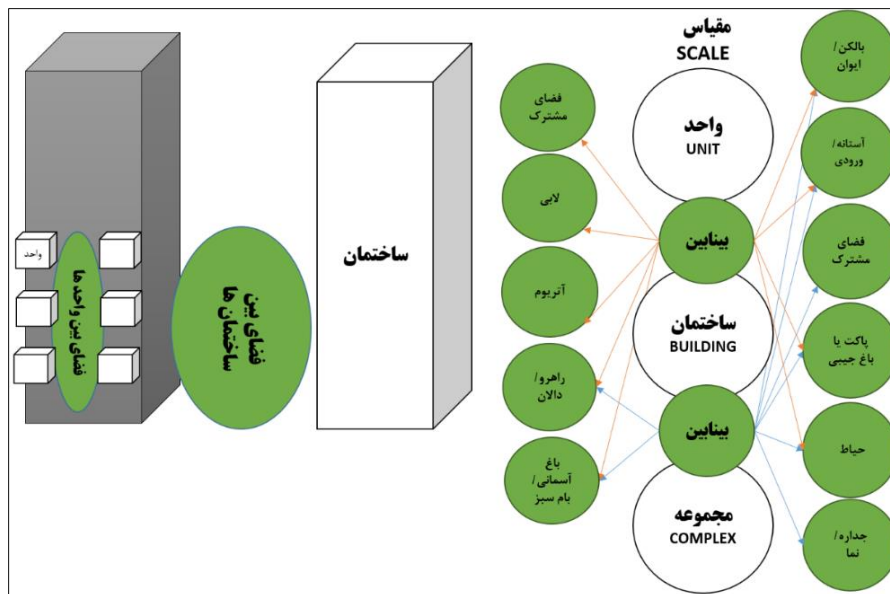 مقیاس
SCALE
واحد
UNIT
بینابین
ساختمان
BUILDING
بینابین
مجموعه
COMPLEX
بالکن/
ایوان
آستانه/
ورودی
فضای
مشترک
پاکت یا
باغ جیبی
حیاط
جداره/
نما
فضای
مشترک
لابی
آتریوم
راهرو/
دالان
باغ
آسمانی/
بام سبز
ساختمان
فضای بین
ساختمان ها
واحد
فضای بین واحد ها